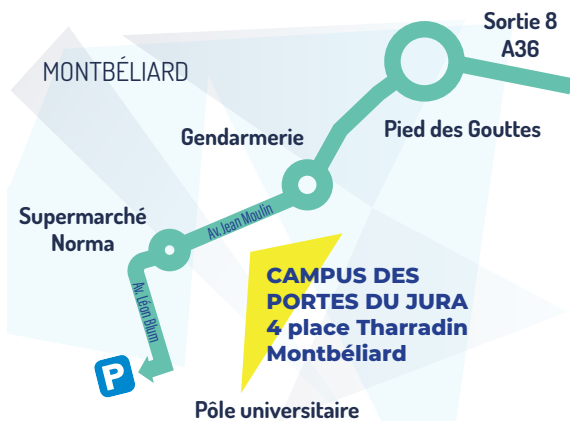 Sortie 8
A36
MONTBÉLIARD
Pied des Gouttes
Gendarmerie
Av. Jean Moulin
Supermarché
Norma
Av. Léon Blum
CAMPUS DES
PORTES DU JURA
4 place Tharradin
Montbéliard
P
Pôle universitaire